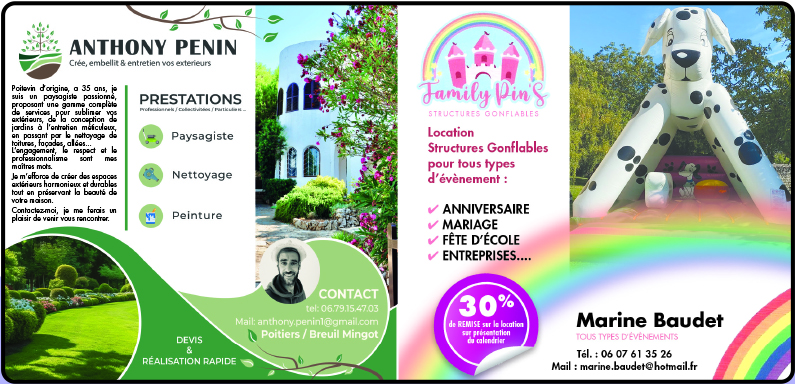 ANTHONY PENIN
Crée, embellit & entretien vos exterieurs
Poitevin d'origine, a 35 ans, je
suis un paysagiste passionné,
proposant une gamme complète
de services pour sublimer vos
extérieurs, de la conception de
jardins à l'entretien méticuleux,
en passant par le nettoyage de
toitures, façades, allées...
L'engagement, le respect et le
professionnalisme sont mes
maîtres mots.
Je m'efforce de créer des espaces
extérieurs harmonieux et durables
tout en préservant la beauté de
votre maison.
Contactez-moi, je me ferais un
plaisir de venir vous rencontrer.
PRESTATIONS
Professionnels / Collectivitées / Particuliers ...
Paysagiste
Nettoyage
Peinture
CONTACT
tel: 06.79.15.47.03
Mail: anthony.penin1@gmail.com
Poitiers / Breuil Mingot
DEVIS
&
RÉALISATION RAPIDE
Family Pin'S
STRUCTURES GONFLABLES
Location
Structures Gonflables
pour tous types
d'évènement :
✔ ANNIVERSAIRE
✔ MARIAGE
✔ FÊTE D'ÉCOLE
✔ ENTREPRISES....
30%
de REMISE sur la location
sur présentation
de calendrier
Marine Baudet
TOUS TYPES D'ÉVÈNEMENTS
Tél. : 06 07 61 35 26
Mail : marine.baudet@hotmail.fr